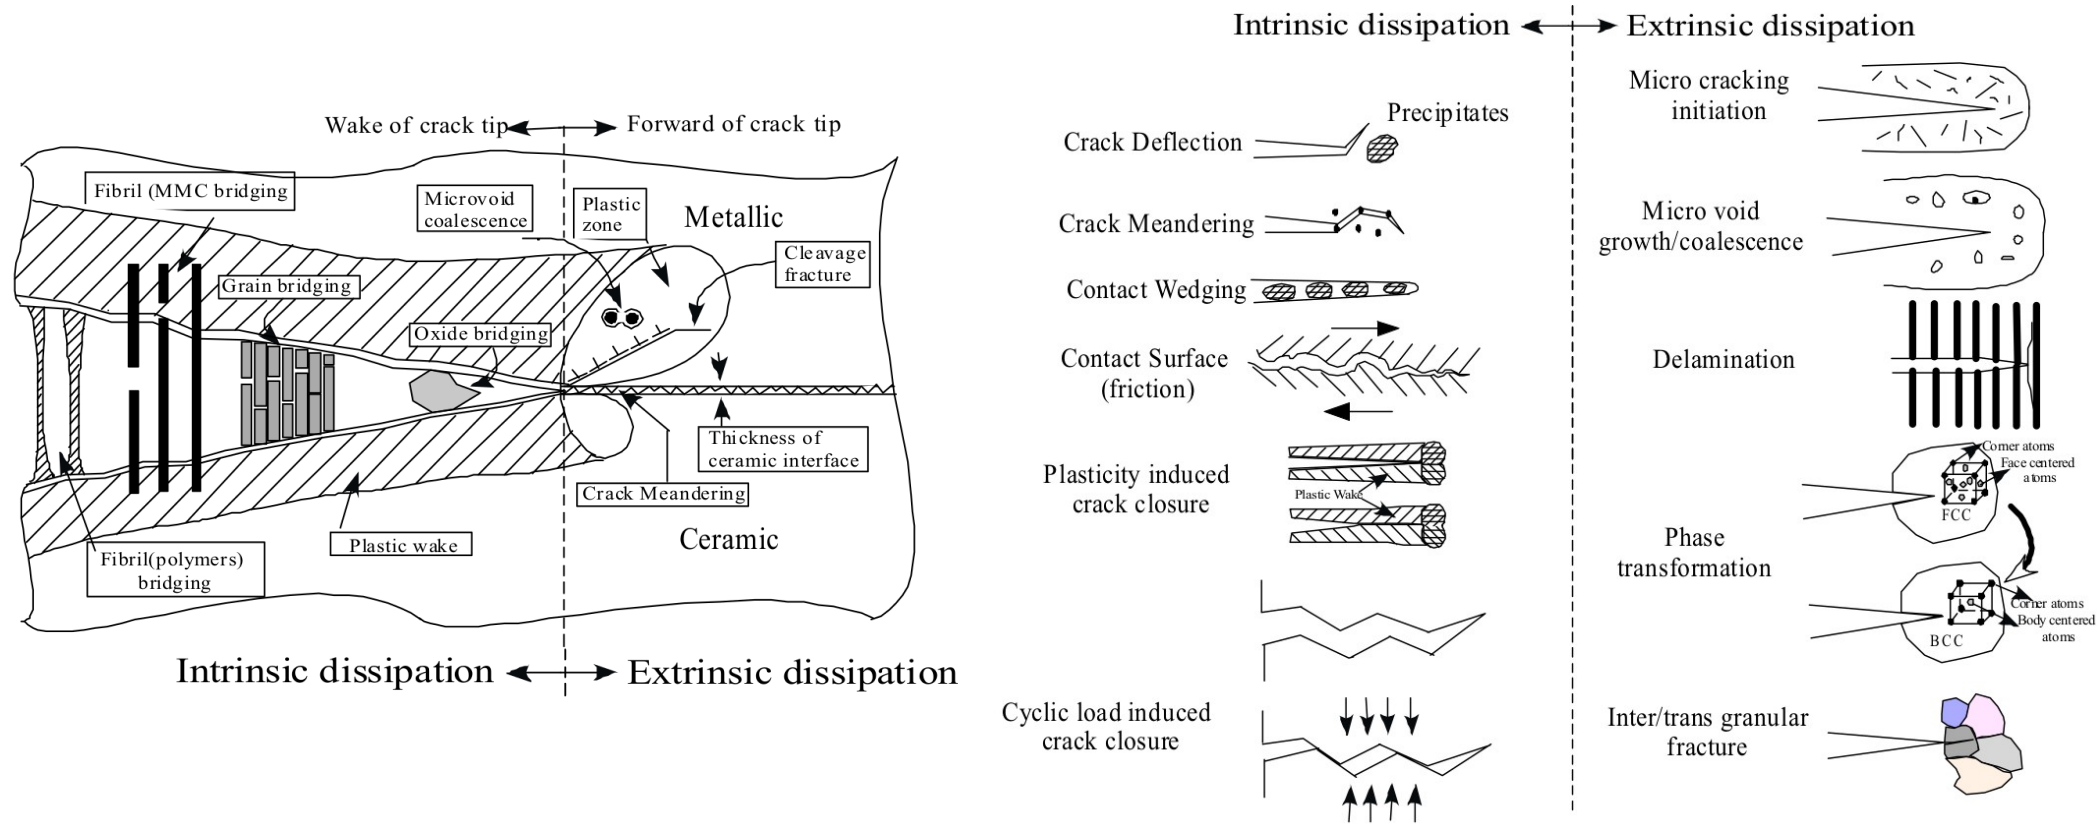 Wake of crack tip
Forward of crack tip
Fibril (MMC bridging
Microvoid
coalescence
Plastic
zone
Metallic
Cleavage
fracture
Grain bridging
Oxide bridging
Thickness of
ceramic interface
Crack Meandering
Plastic wake
Ceramic
Fibril(polymers)
bridging
Intrinsic dissipation
Extrinsic dissipation
Intrinsic dissipation
Extrinsic dissipation
Crack Deflection
Precipitates
Crack Meandering
Contact Wedging
Contact Surface
(friction)
Plasticity induced
crack closure
Plastic Wake
Cyclic load induced
crack closure
Micro cracking
initiation
Micro void
growth/coalescence
Delamination
Phase
transformation
Corner atoms
Face centered
atoms
FCC
Corner atoms
Body centered
atoms
BCC
Inter/trans granular
fracture